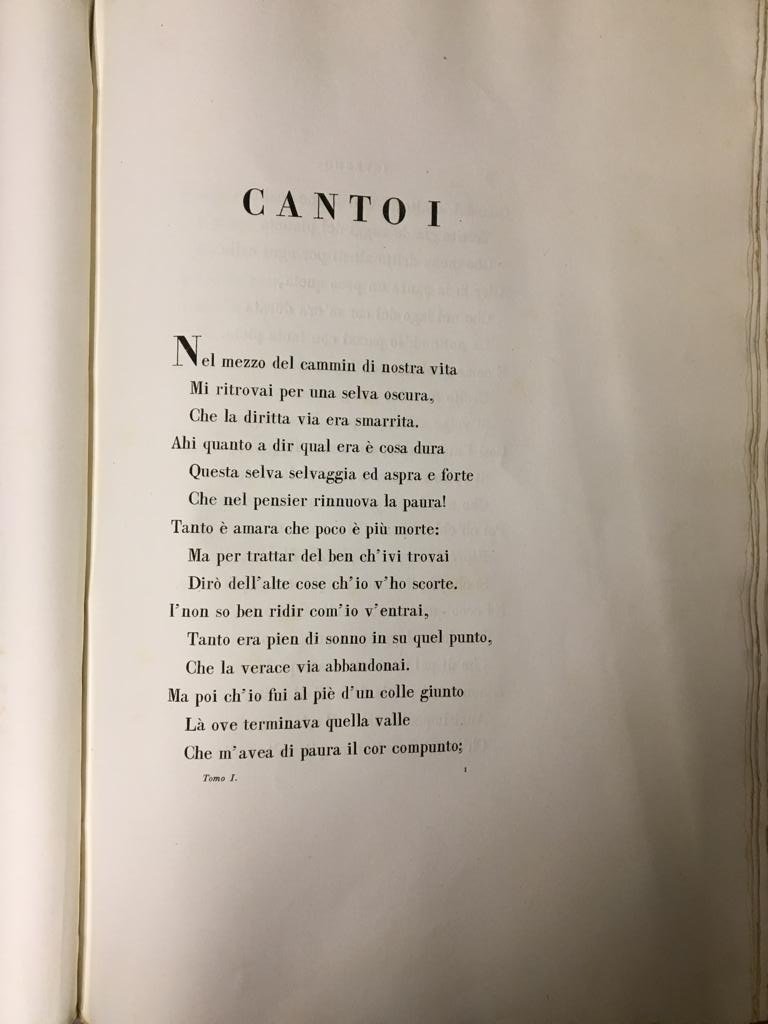 CANTO I
Nel mezzo del cammin di nostra vita
Mi ritrovai per una selva oscura,
Che la diritta via era smarrita.
Ahi quanto a dir qual era è cosa dura
Questa selva selvaggia ed aspra e forte
Che nel pensier rinnuova la paura!
Tanto è amara che poco è più morte:
Ma per trattar del ben ch'ivi trovai
Dirò dell'alte cose ch'io v'ho scorte.
I'non so ben ridir com'io v'entrai,
Tanto era pien di sonno in su quel punto,
Che la verace via abbandonai.
Ma poi ch'io fui al piè d'un colle giunto
Là ove terminava quella valle
Che m'avea di paura il cor compunto;
Tomo I. 1